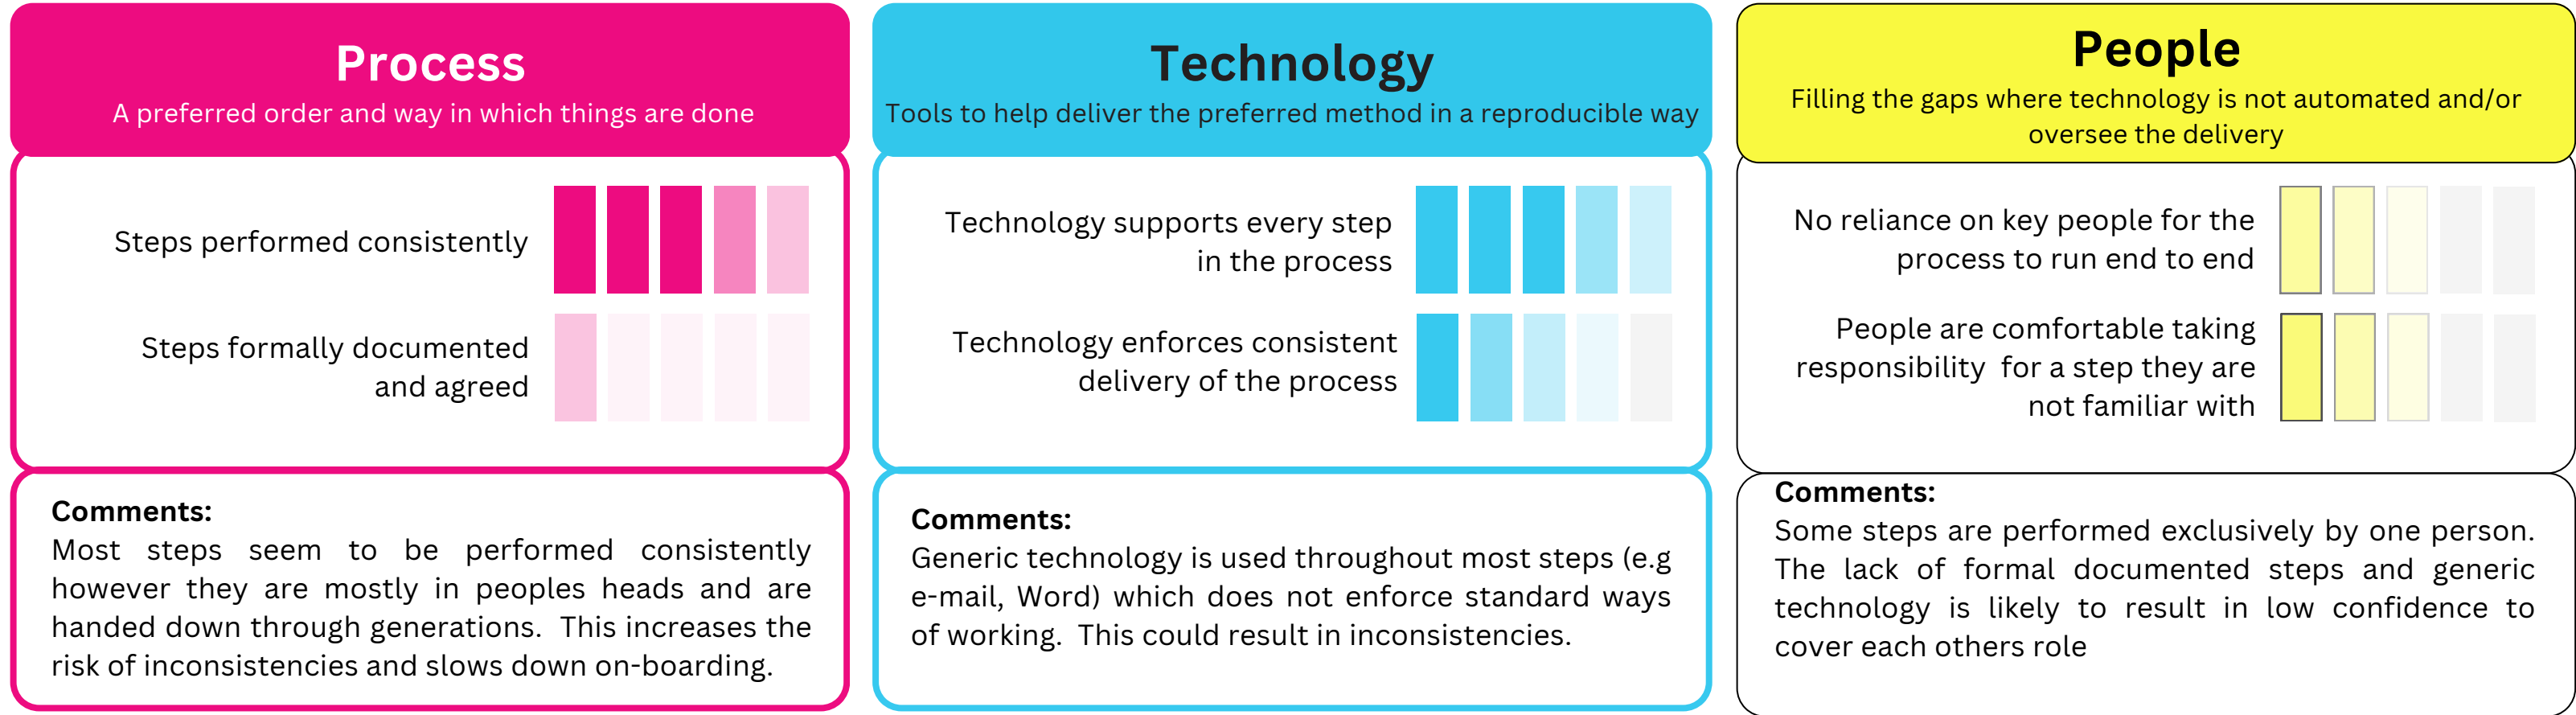 Process
A preferred order and way in which things are done
Steps performed consistently
Steps formally documented
and agreed
Comments:
Most steps seem to be performed consistently
however they are mostly in peoples heads and are
handed down through generations.  This increases the
risk of inconsistencies and slows down on-boarding.
Technology
Tools to help deliver the preferred method in a reproducible way
Technology supports every step
in the process
Technology enforces consistent
delivery of the process
Comments:
Generic technology is used throughout most steps (e.g
e-mail, Word) which does not enforce standard ways
of working.  This could result in inconsistencies.
People
Filling the gaps where technology is not automated and/or
oversee the delivery
No reliance on key people for the
process to run end to end
People are comfortable taking
responsibility  for a step they are
not familiar with
Comments:
Some steps are performed exclusively by one person.
The lack of formal documented steps and generic
technology is likely to result in low confidence to
cover each others role